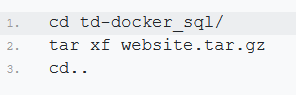 1. cd td-docker_sql/
2. tar xf website.tar.gz
3. cd..